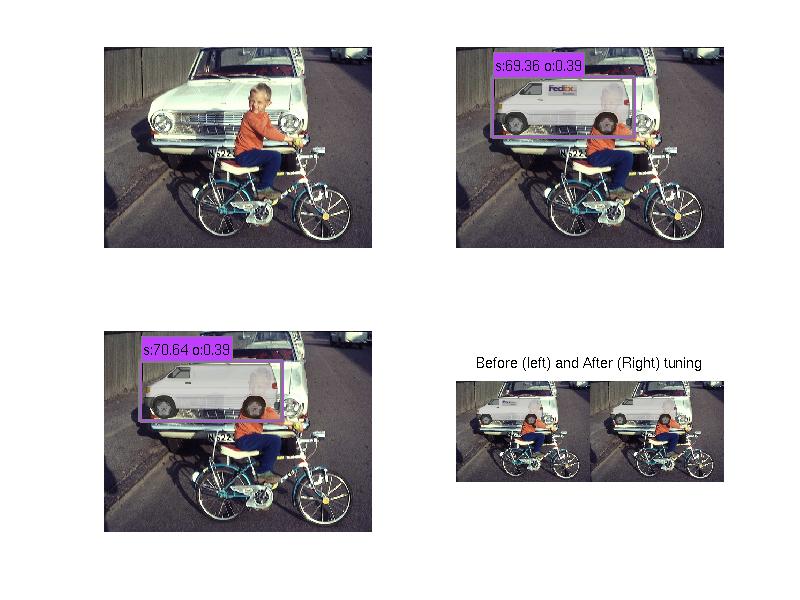 s:69.36 o:0.39
FedEx
s:70.64 o:0.39
Before (left) and After (Right) tuning